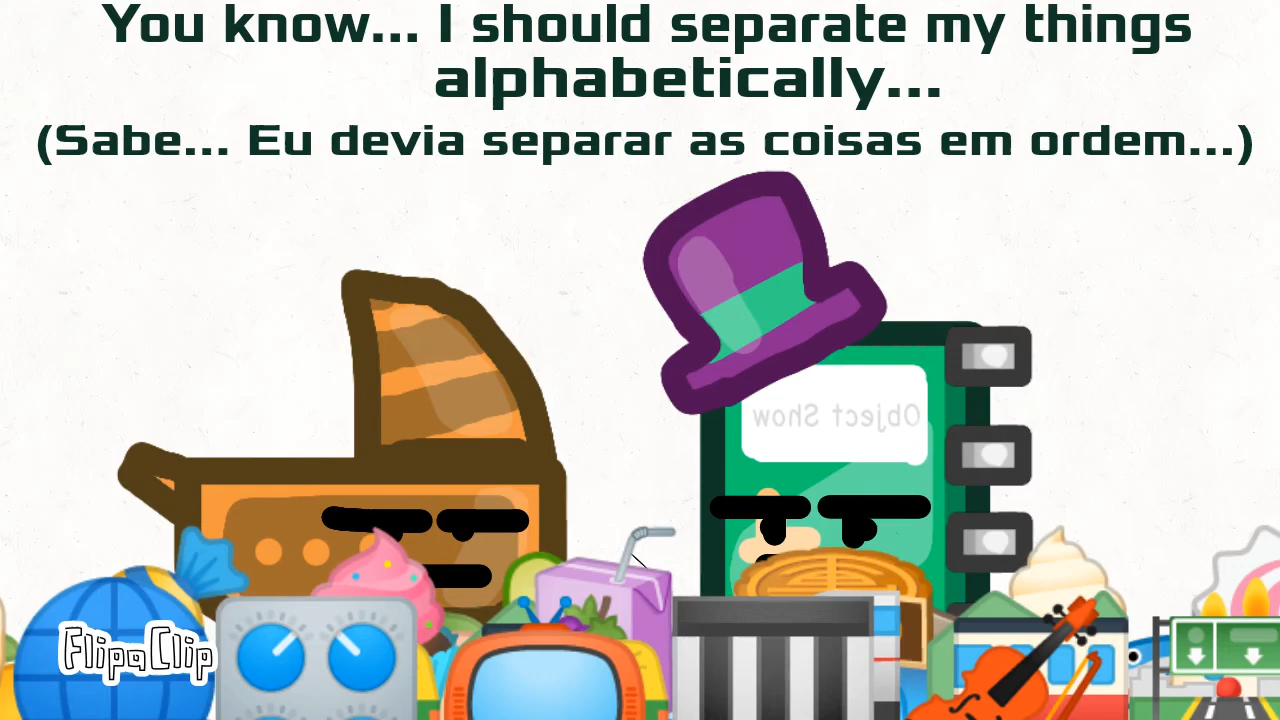 You know... I should separate my things
alphabetically...
(Sabe... Eu devia separar as coisas em ordem...)
Object Show
FlipaClip